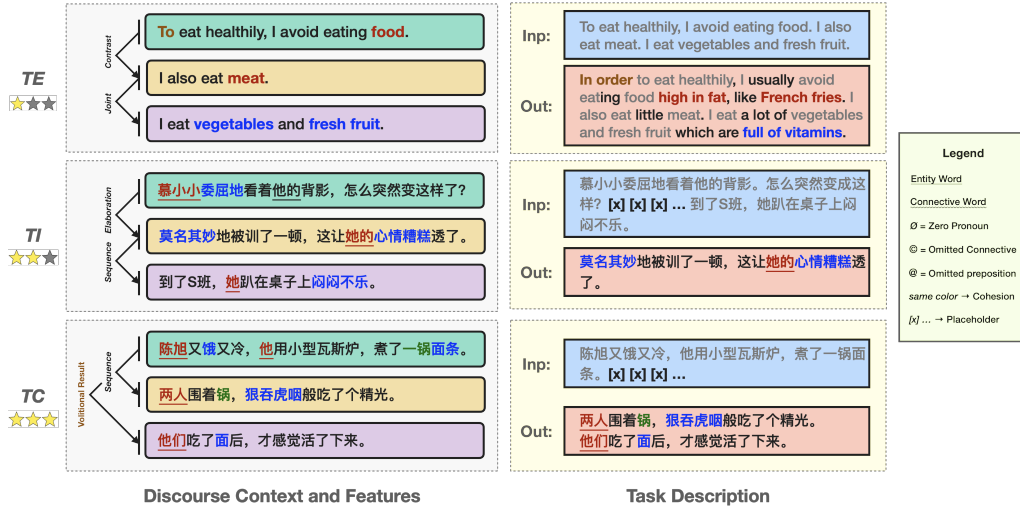 TE
Contrast
Joint
To eat healthily, I avoid eating food.
I also eat meat.
I eat vegetables and fresh fruit.
Inp:
To eat healthily, I avoid eating food. I also
eat meat. I eat vegetables and fresh fruit.
Out:
In order to eat healthily, I usually avoid
eating food high in fat, like French fries. I
also eat little meat. I eat a lot of vegetables
and fresh fruit which are full of vitamins.
TI
Elaboration
Sequence
慕小小委屈地看着他的背影，怎么突然变这样了？
莫名其妙地被训了一顿，这让她的心情糟糕透了。
到了S班，她趴在桌子上闷闷不乐。
Inp:
慕小小委屈地看着他的背影。怎么突然变成这
样？ [x] [x] [x] ... 到了S班，她趴在桌子上闷
闷不乐。
Out:
莫名其妙地被训了一顿，这让她的心情糟糕透
了。
TC
Volitional Result
Sequence
陈旭又饿又冷，他用小型瓦斯炉，煮了一锅面条。
两人围着锅，狼吞虎咽般吃了个精光。
他们吃了面后，才感觉活了下来。
Inp:
陈旭又饿又冷，他用小型瓦斯炉，煮了一锅面
条。[x] [x] [x] ...
Out:
两人围着锅，狼吞虎咽般吃了个精光。
他们吃了面后，才感觉活了下来。
Legend
Entity Word
Connective Word
Ø = Zero Pronoun
© = Omitted Connective
@ = Omitted preposition
same color → Cohesion
[x] ... → Placeholder
Discourse Context and Features
Task Description